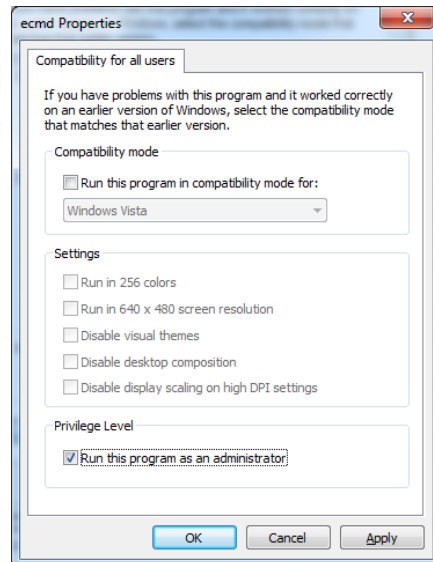 ecmd Properties
Compatibility for all users
If you have problems with this program and it worked correctly
on an earlier version of Windows, select the compatibility mode
that matches that earlier version.
Compatibility mode
Run this program in compatibility mode for:
Windows Vista
Settings
Run in 256 colors
Run in 640 x 480 screen resolution
Disable visual themes
Disable desktop composition
Disable display scaling on high DPI settings
Privilege Level
Run this program as an administrator
OK
Cancel
Apply